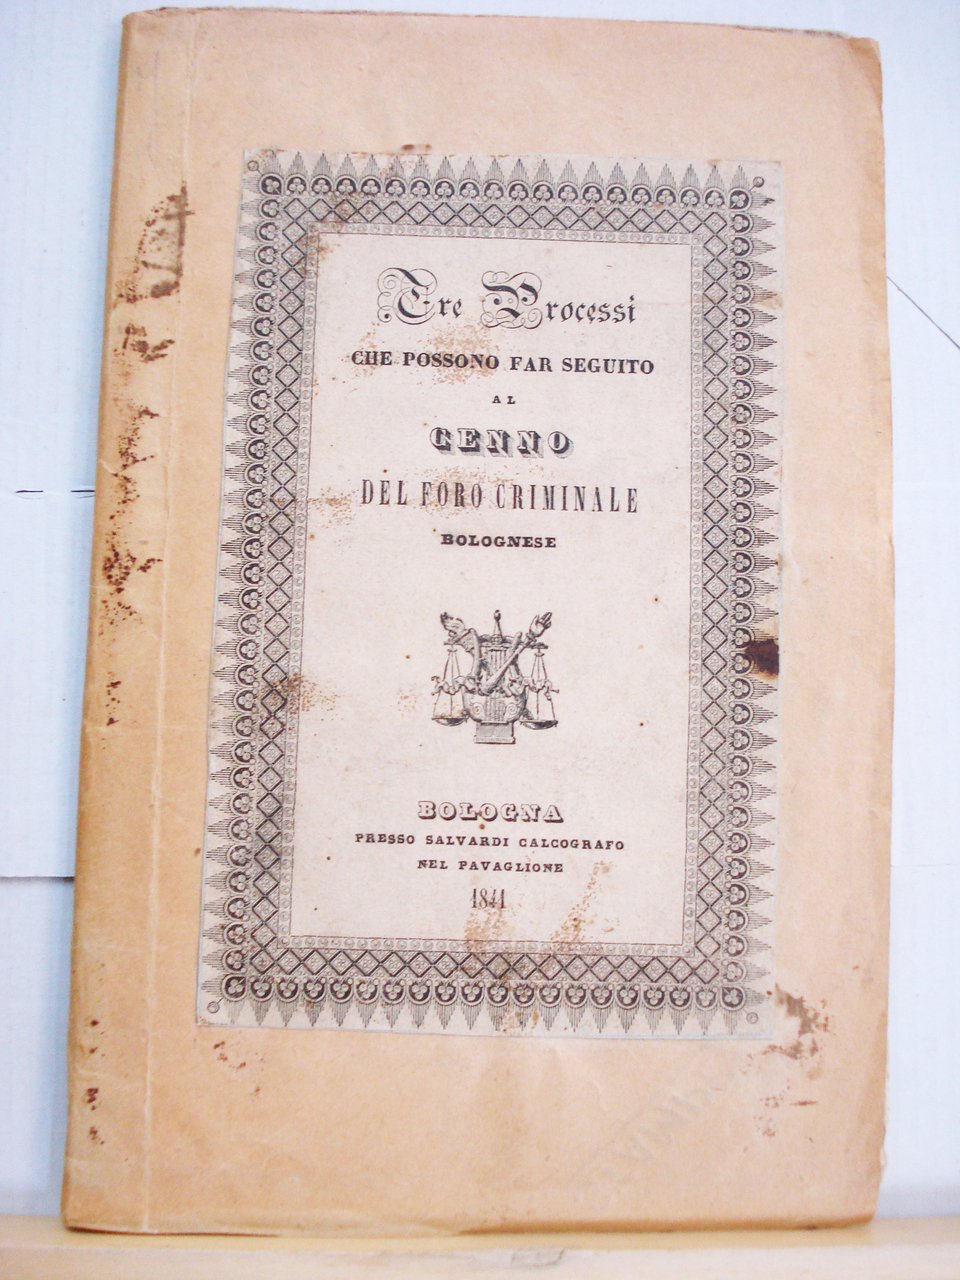 Tre Processi
CHE POSSONO FAR SEGUITO
AL
CENNO
DEL FORO CRIMINALE
BOLOGNESE
BOLOGNA
PRESSO SALVARDI CALCOGRAFO
NEL PAVAGLIONE
1841